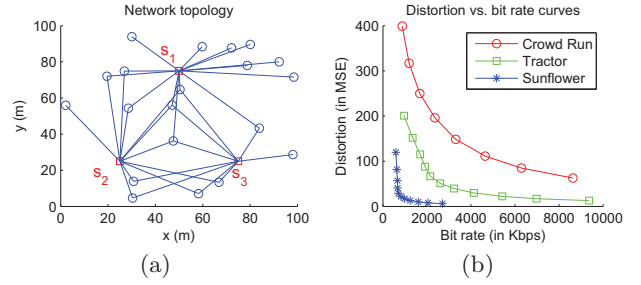 Network topology
100
80
60
40
20
0
y (m)
s1
s2
s3
0
20
40
60
80
100
x (m)
(a)
Distortion vs. bit rate curves
400
300
200
100
0
Distortion (in MSE)
Crowd Run
Tractor
Sunflower
0
2000
4000
6000
8000
10000
Bit rate (in Kbps)
(b)